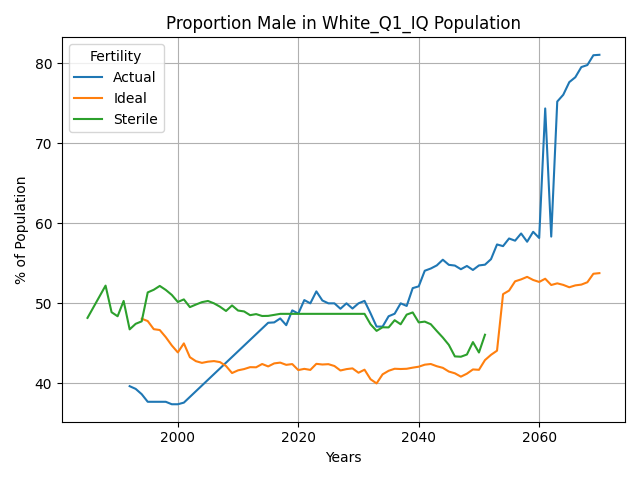 Proportion Male in White_Q1_IQ Population
Fertility
Actual
Ideal
Sterile
% of Population
80
70
60
50
40
2000
2020
2040
2060
Years